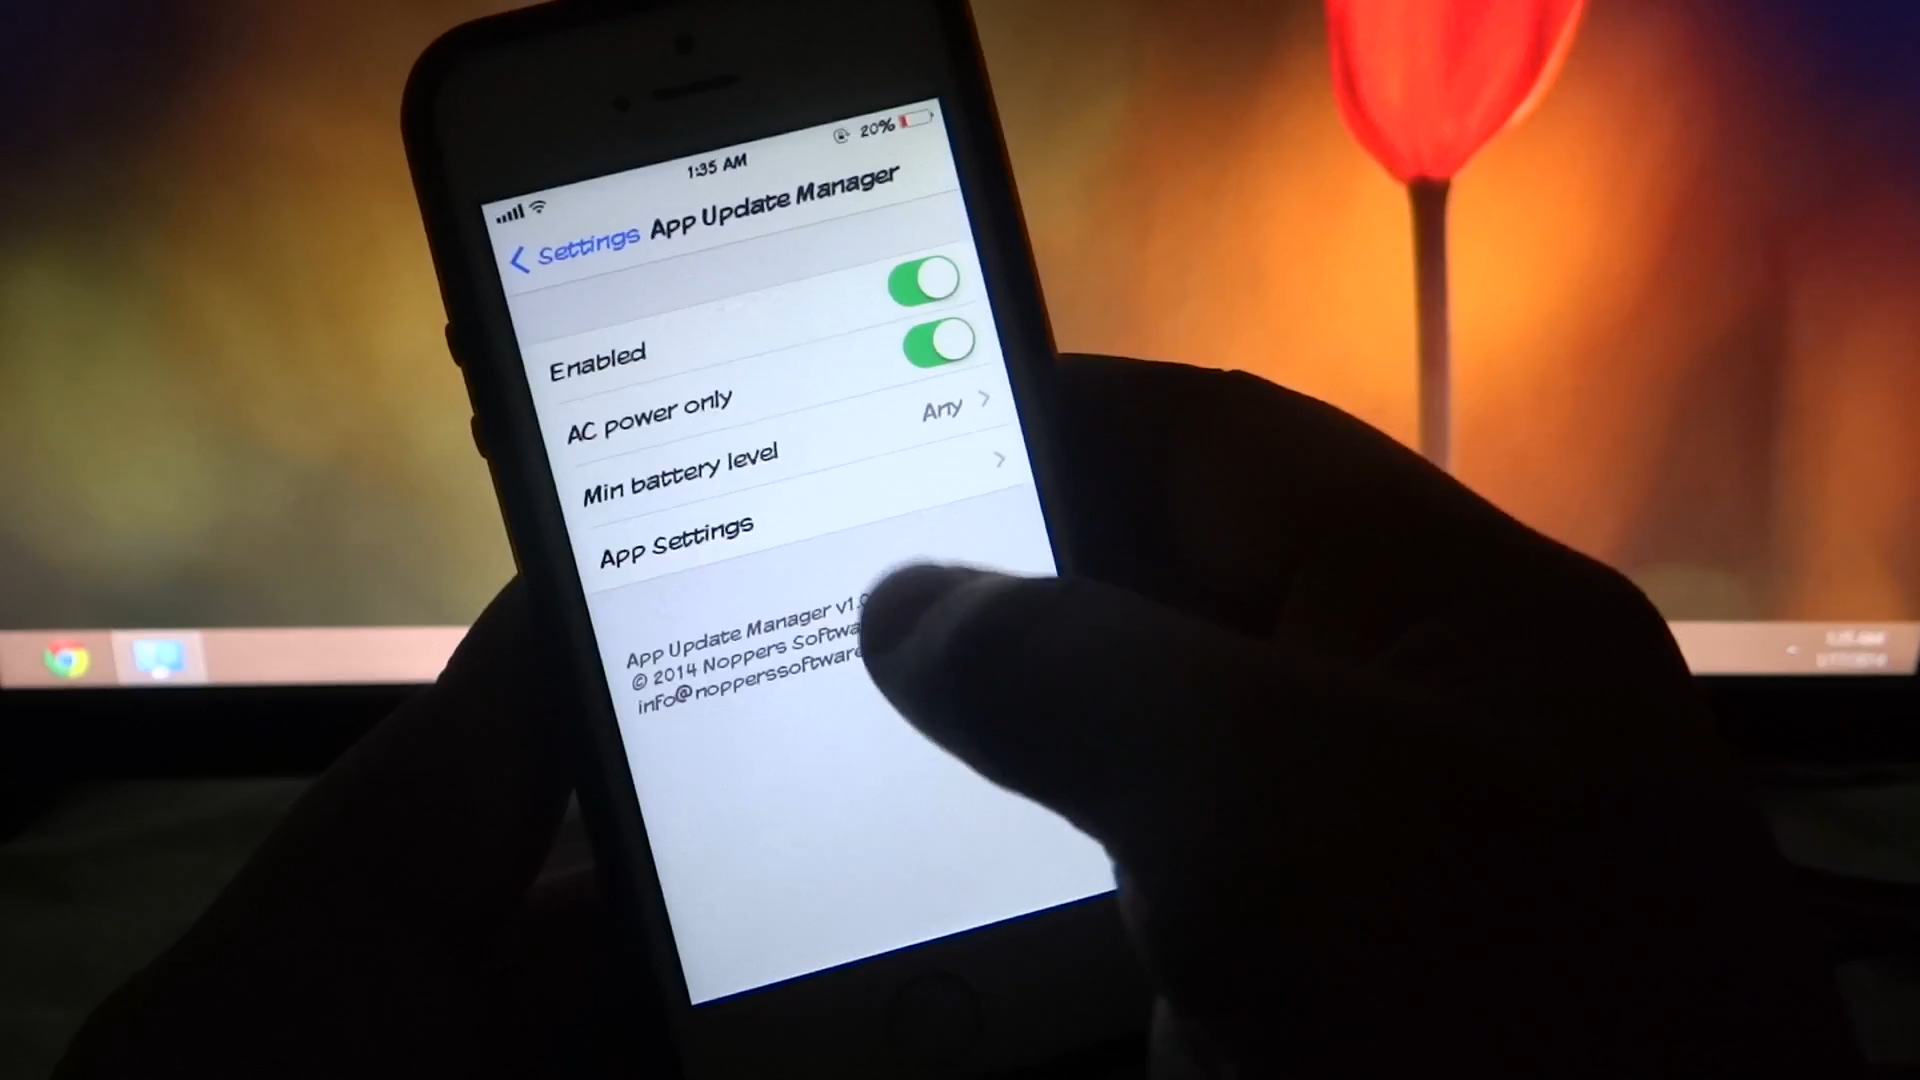 20%
1:35 AM
Settings App Update Manager
Enabled
AC power only
Min battery level Any
App Settings
App Update Manager
© 2014 Noppers